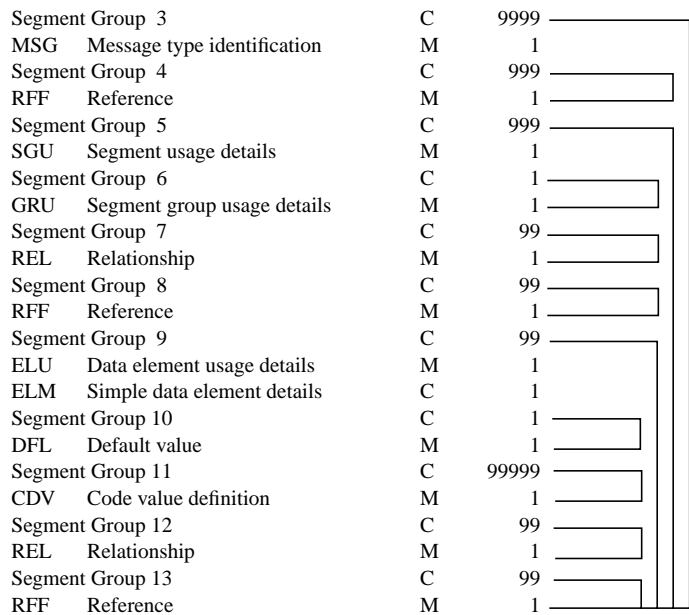 Segment Group 3 C 9999
MSG Message type identification M 1
Segment Group 4 C 999
RFF Reference M 1
Segment Group 5 C 999
SGU Segment usage details M 1
Segment Group 6 C 1
GRU Segment group usage details M 1
Segment Group 7 C 99
REL Relationship M 1
Segment Group 8 C 99
RFF Reference M 1
Segment Group 9 C 99
ELU Data element usage details M 1
ELM Simple data element details C 1
Segment Group 10 C 1
DFL Default value M 1
Segment Group 11 C 99999
CDV Code value definition M 1
Segment Group 12 C 99
REL Relationship M 1
Segment Group 13 C 99
RFF Reference M 1